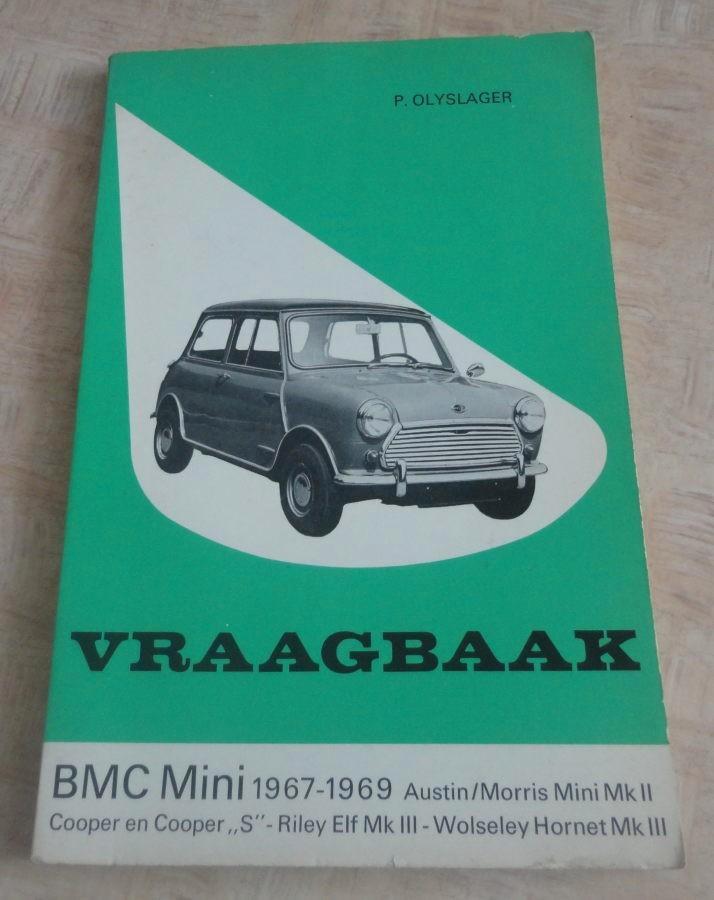 P. OLYSLAGER
VRAAGBAAK
BMC Mini 1967-1969 Austin/Morris Mini Mk II
Cooper en Cooper „S” - Riley Elf Mk III - Wolseley Hornet Mk III